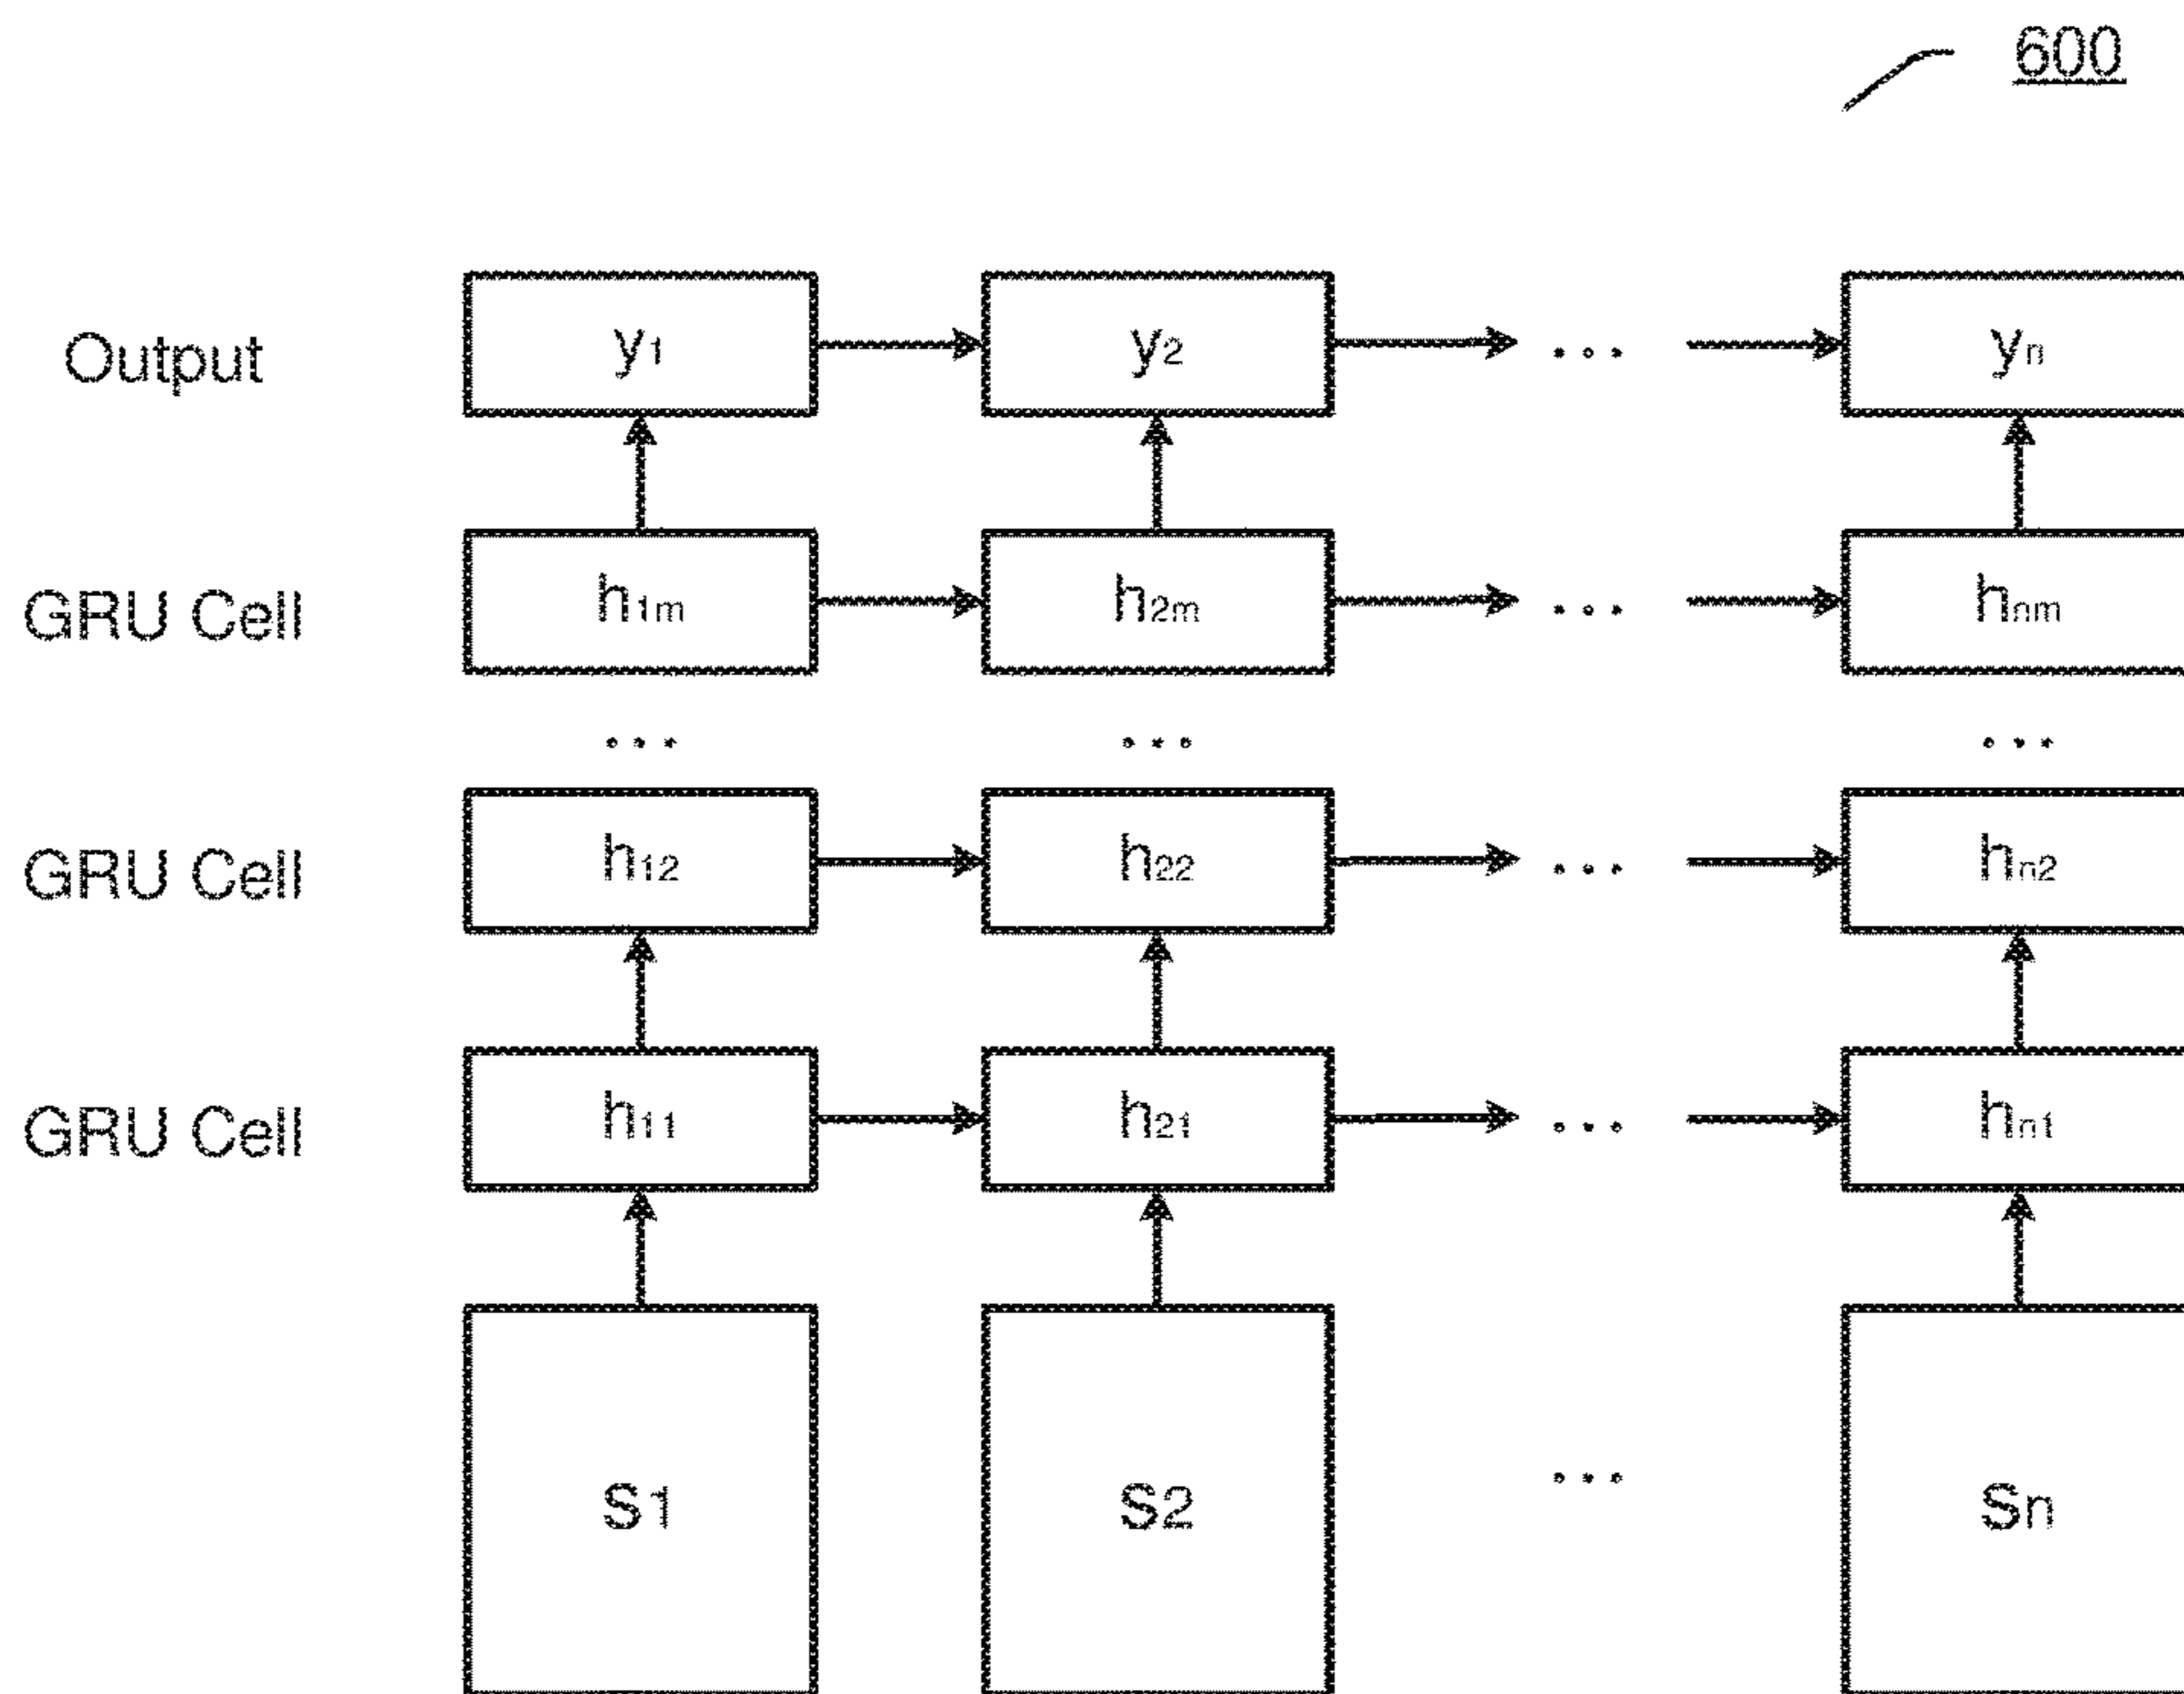 600
Output y1 y2 ... yn
GRU Cell h1m h2m ... hnm
... ... ...
GRU Cell h12 h22 ... hn2
GRU Cell h11 h21 ... hn1
S1 S2 ... Sn